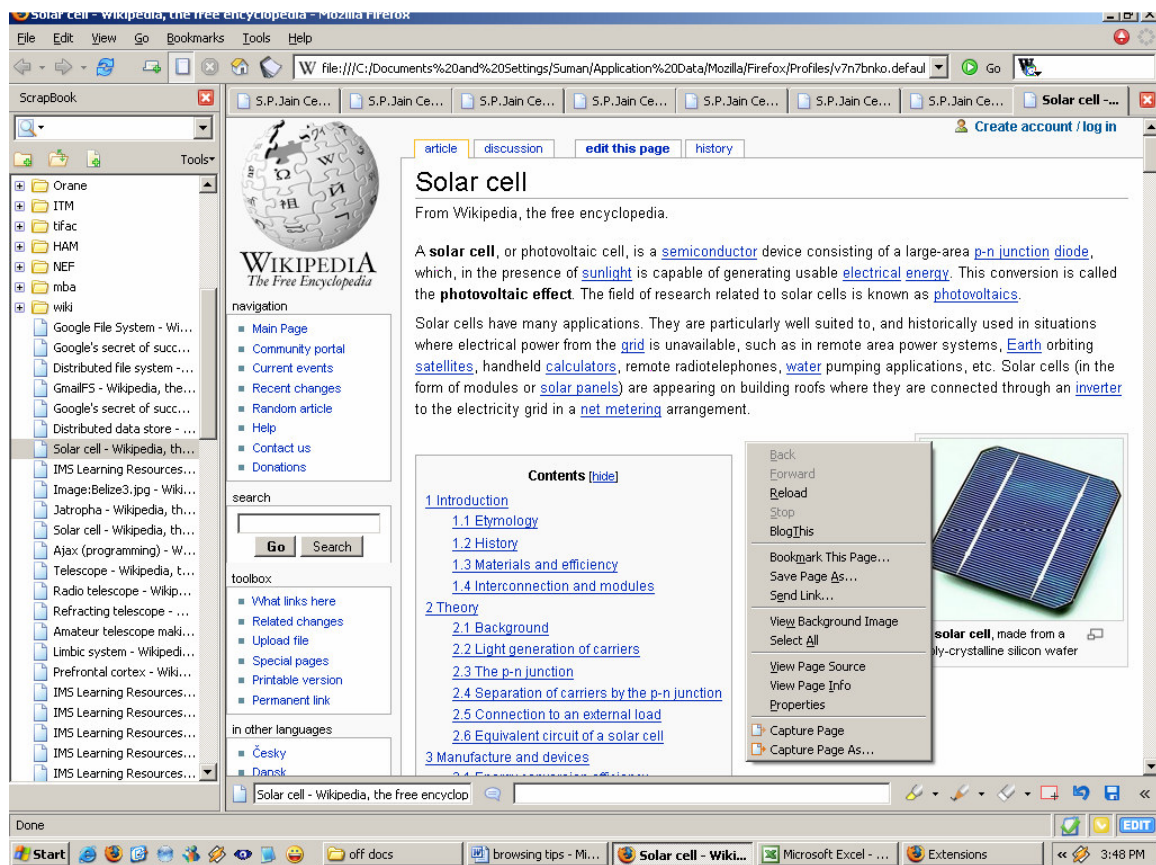 Solar cell - Wikipedia, the free encyclopedia - Mozilla Firefox
File Edit View Go Bookmarks Tools Help
file:///C:/Documents%20and%20Settings/Suman/Application%20Data/Mozilla/Firefox/Profiles/v7n7bnko.defaul Go
ScrapBook
S.P.Jain Ce... S.P.Jain Ce... S.P.Jain Ce... S.P.Jain Ce... S.P.Jain Ce... S.P.Jain Ce... S.P.Jain Ce... Solar cell -...
Tools
Orane
ITM
tifac
HAM
NEF
mba
wiki
Google File System - Wi...
Google's secret of succ...
Distributed file system -...
GmailFS - Wikipedia, the...
Google's secret of succ...
Distributed data store - ...
Solar cell - Wikipedia, th...
IMS Learning Resources...
Image:Belize3.jpg - Wiki...
Jatropha - Wikipedia, th...
Solar cell - Wikipedia, th...
Ajax (programming) - W...
Telescope - Wikipedia, t...
Radio telescope - Wikip...
Refracting telescope - ...
Amateur telescope maki...
Limbic system - Wikipedi...
Prefrontal cortex - Wiki...
IMS Learning Resources...
IMS Learning Resources...
IMS Learning Resources...
IMS Learning Resources...
IMS Learning Resources...
WIKIPEDIA
The Free Encyclopedia
navigation
Main Page
Community portal
Current events
Recent changes
Random article
Help
Contact us
Donations
search
Go Search
toolbox
What links here
Related changes
Upload file
Special pages
Printable version
Permanent link
in other languages
Česky
Dansk
Create account / log in
article discussion edit this page history
Solar cell
From Wikipedia, the free encyclopedia.
A solar cell, or photovoltaic cell, is a semiconductor device consisting of a large-area p-n junction diode,
which, in the presence of sunlight is capable of generating usable electrical energy. This conversion is called
the photovoltaic effect. The field of research related to solar cells is known as photovoltaics.
Solar cells have many applications. They are particularly well suited to, and historically used in situations
where electrical power from the grid is unavailable, such as in remote area power systems, Earth orbiting
satellites, handheld calculators, remote radiotelephones, water pumping applications, etc. Solar cells (in the
form of modules or solar panels) are appearing on building roofs where they are connected through an inverter
to the electricity grid in a net metering arrangement.
Contents [hide]
1 Introduction
1.1 Etymology
1.2 History
1.3 Materials and efficiency
1.4 Interconnection and modules
2 Theory
2.1 Background
2.2 Light generation of carriers
2.3 The p-n junction
2.4 Separation of carriers by the p-n junction
2.5 Connection to an external load
2.6 Equivalent circuit of a solar cell
3 Manufacture and devices
3.1 Energy conversion efficiency
Back
Forward
Reload
Stop
BlogThis
Bookmark This Page...
Save Page As...
Send Link...
View Background Image
Select All
View Page Source
View Page Info
Properties
Capture Page
Capture Page As...
solar cell, made from a
poly-crystalline silicon wafer
Solar cell - Wikipedia, the free encyclop
Done
EDIT
Start off docs browsing tips - Mi... Solar cell - Wiki... Microsoft Excel - ... Extensions 3:48 PM